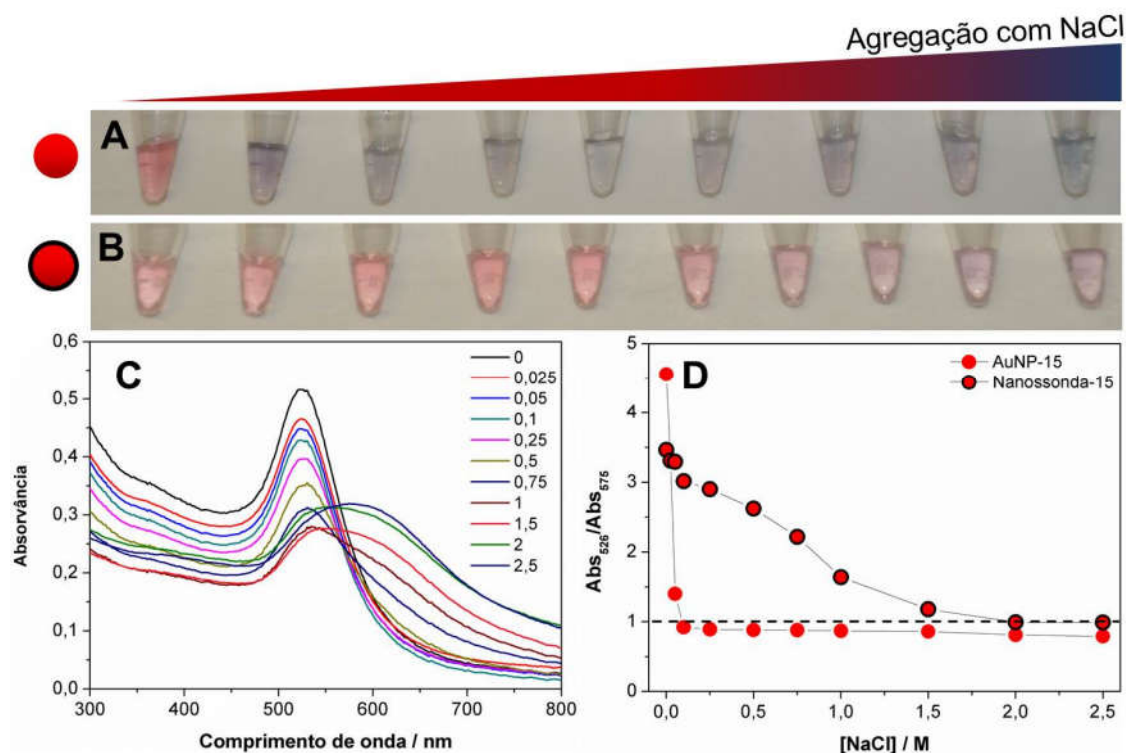 Agregação com NaCl
A
B
C
0,6
0,5
0,4
0,3
0,2
0,1
0,0
Absorvância
300 400 500 600 700 800
Comprimento de onda / nm
0
0,025
0,05
0,1
0,25
0,5
0,75
1
1,5
2
2,5
D
AuNP-15
Nanossonda-15
5
4
3
2
1
0
Abs₅₂₆/Abs₅₇₅
0,0 0,5 1,0 1,5 2,0 2,5
[NaCl] / M